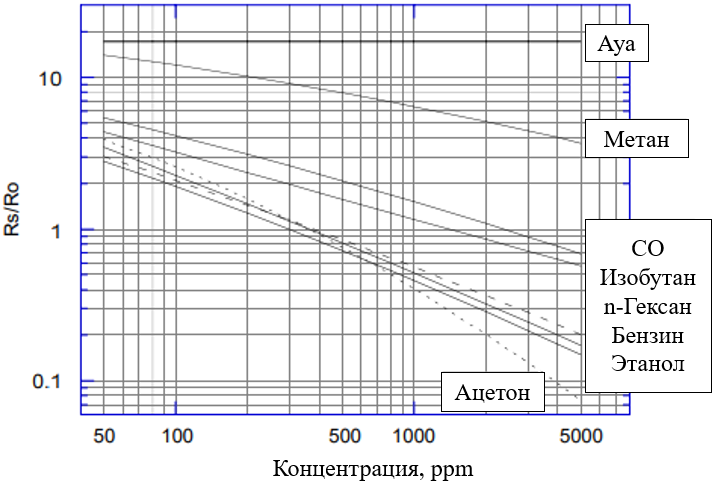 Ауа
10
Метан
Rs/Ro
1
CO
Изобутан
n-Гексан
Бензин
Этанол
0.1
Ацетон
50 100 500 1000 5000
Концентрация, ppm